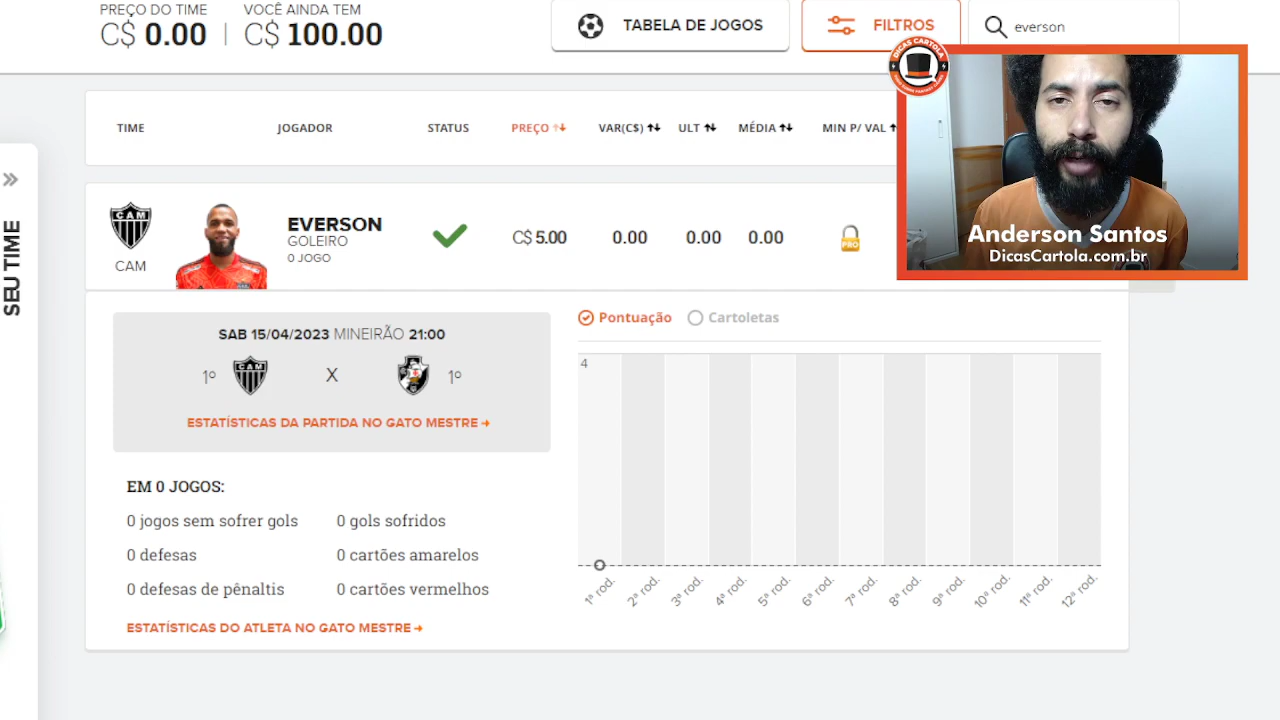 PREÇO DO TIME
C$ 0.00
VOCÊ AINDA TEM
C$ 100.00
TABELA DE JOGOS
FILTROS
everson
TIME
JOGADOR
STATUS
PREÇO
VAR(C$)
ULT
MÉDIA
MIN P/ VAL
DICAS CARTOLA
Anderson Santos
DicasCartola.com.br
SEU TIME
CAM
CAM
EVERSON
GOLEIRO
0 JOGO
C$ 5.00
0.00
0.00
0.00
PRO
SAB 15/04/2023 MINEIRÃO 21:00
1º
CAM
X
1º
ESTATÍSTICAS DA PARTIDA NO GATO MESTRE
Pontuação
Cartoletas
4
EM 0 JOGOS:
0 jogos sem sofrer gols
0 gols sofridos
0 defesas
0 cartões amarelos
0 defesas de pênaltis
0 cartões vermelhos
ESTATÍSTICAS DO ATLETA NO GATO MESTRE
1ª rod.
2ª rod.
3ª rod.
4ª rod.
5ª rod.
6ª rod.
7ª rod.
8ª rod.
9ª rod.
10ª rod.
11ª rod.
12ª rod.